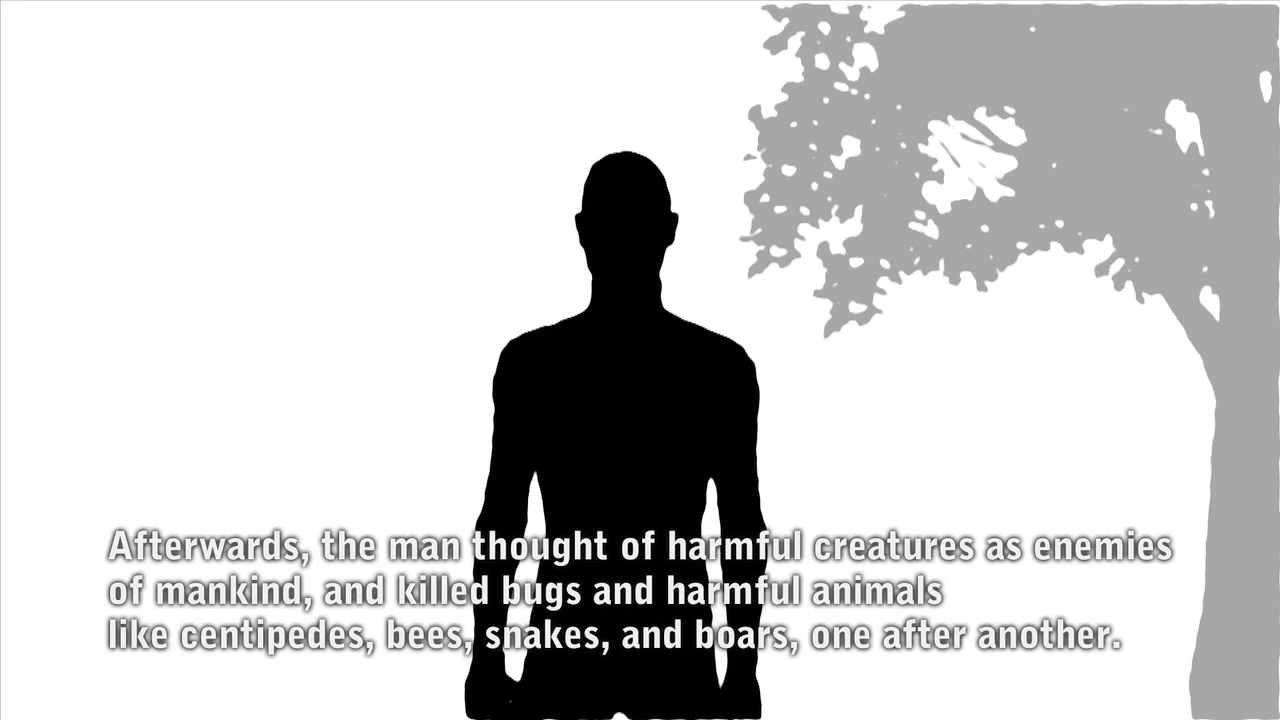 Afterwards, the man thought of harmful creatures as enemies
of mankind, and killed bugs and harmful animals
like centipedes, bees, snakes, and boars, one after another.